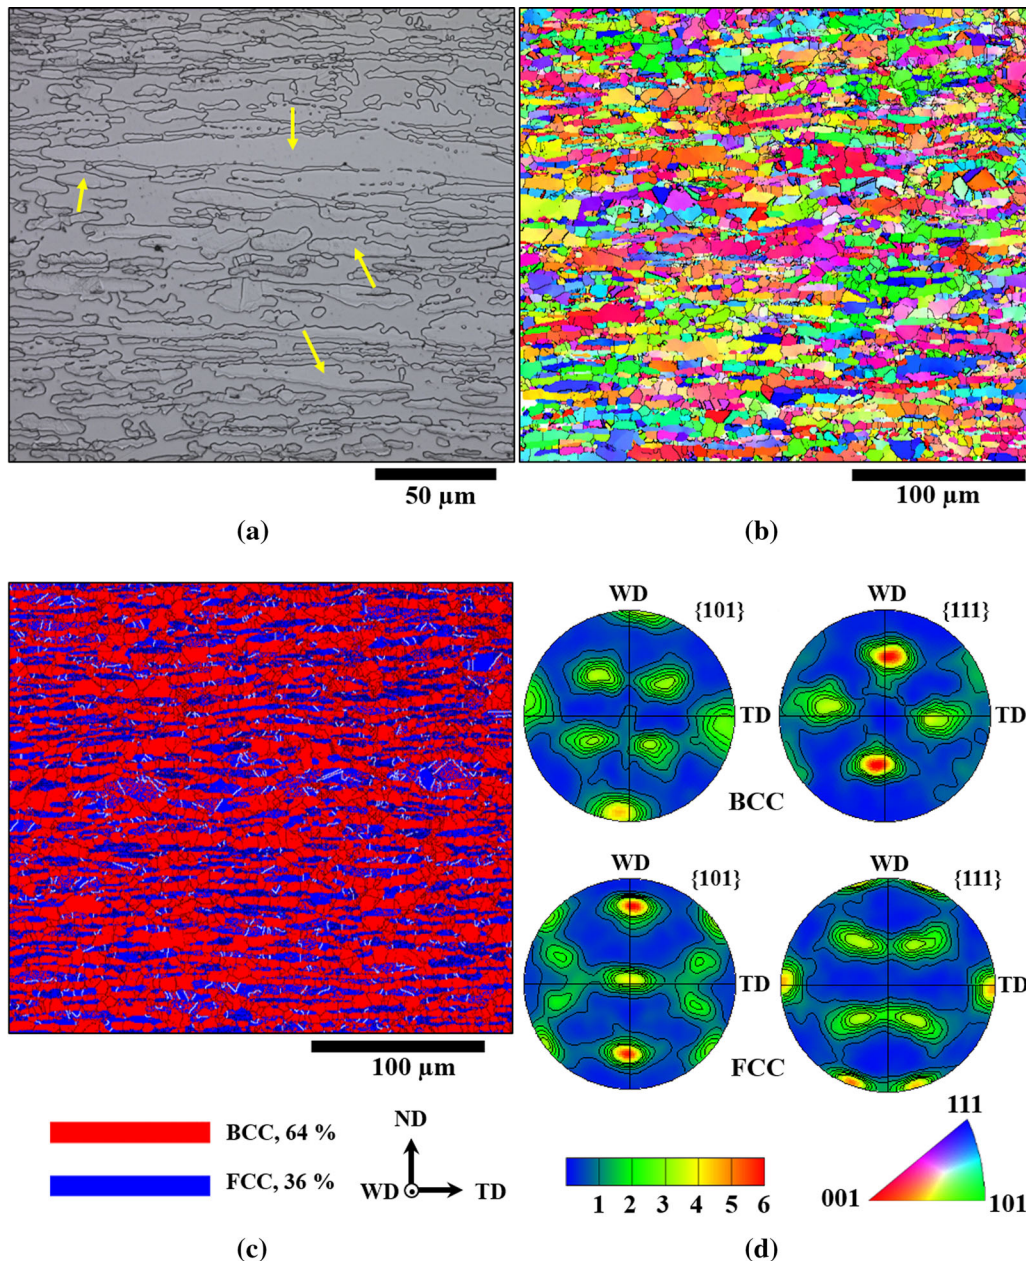 50 µm
100 µm
(a)
(b)
WD
{101}
WD
{111}
TD
TD
BCC
WD
{101}
WD
{111}
TD
TD
FCC
100 µm
111
001
101
1 2 3 4 5 6
BCC, 64 %
FCC, 36 %
ND
WD
TD
(c)
(d)